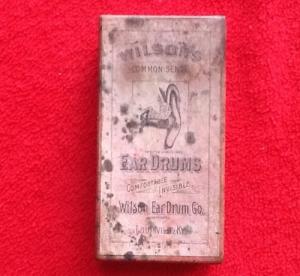 WILSON'S
COMMON SENSE
EAR DRUMS
COMFORTABLE
INVISIBLE
Wilson Ear Drum Co.
LOUISVILLE KY.